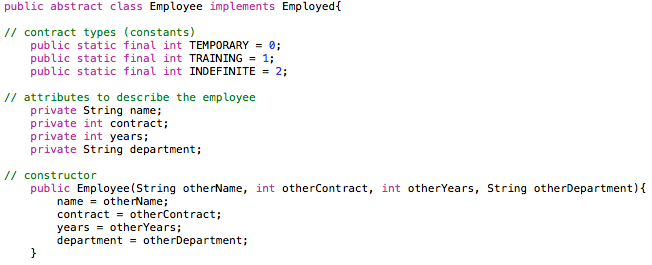 public abstract class Employee implements Employed{
// contract types (constants)
public static final int TEMPORARY = 0;
public static final int TRAINING = 1;
public static final int INDEFINITE = 2;
// attributes to describe the employee
private String name;
private int contract;
private int years;
private String department;
// constructor
public Employee(String otherName, int otherContract, int otherYears, String otherDepartment){
name = otherName;
contract = otherContract;
years = otherYears;
department = otherDepartment;
}